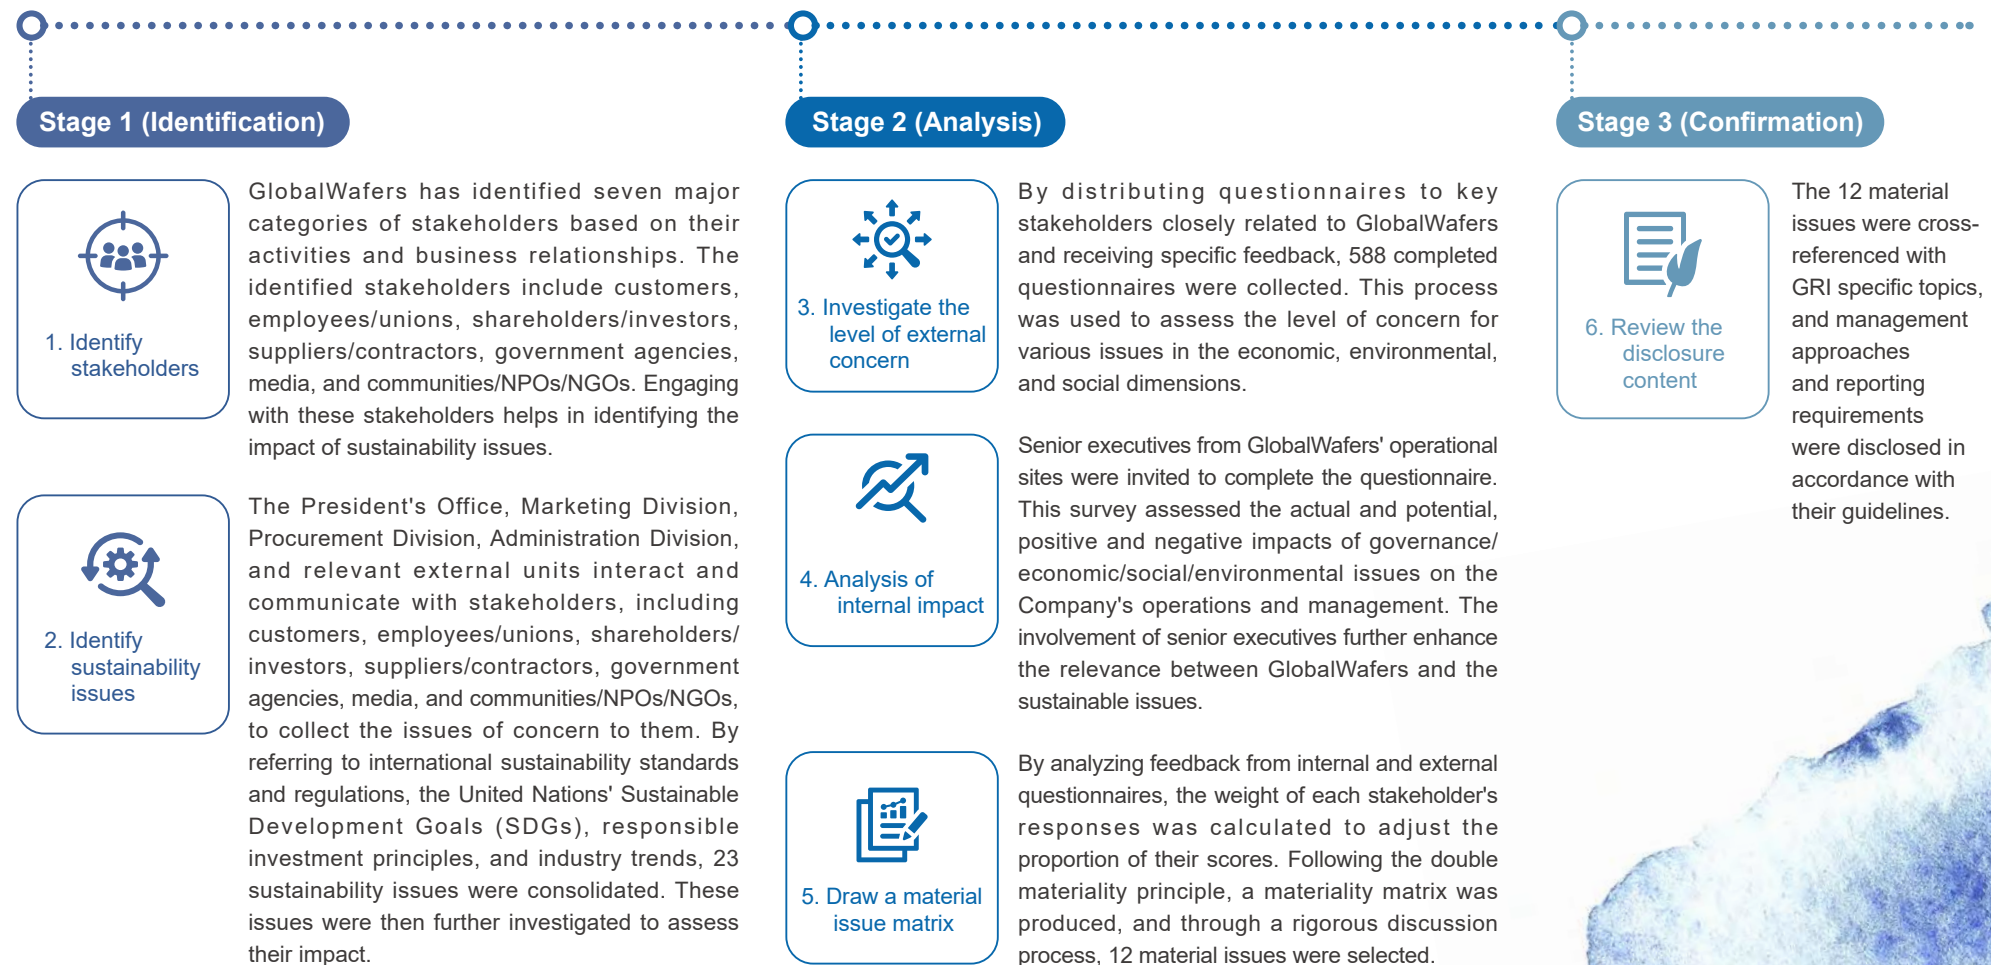 Stage 1 (Identification)
1. Identify
stakeholders
GlobalWafers has identified seven major
categories of stakeholders based on their
activities and business relationships. The
identified stakeholders include customers,
employees/unions, shareholders/investors,
suppliers/contractors, government agencies,
media, and communities/NPOs/NGOs. Engaging
with these stakeholders helps in identifying the
impact of sustainability issues.
2. Identify
sustainability
issues
The President's Office, Marketing Division,
Procurement Division, Administration Division,
and relevant external units interact and
communicate with stakeholders, including
customers, employees/unions, shareholders/
investors, suppliers/contractors, government
agencies, media, and communities/NPOs/NGOs,
to collect the issues of concern to them. By
referring to international sustainability standards
and regulations, the United Nations' Sustainable
Development Goals (SDGs), responsible
investment principles, and industry trends, 23
sustainability issues were consolidated. These
issues were then further investigated to assess
their impact.
Stage 2 (Analysis)
3. Investigate the
level of external
concern
By distributing questionnaires to key
stakeholders closely related to GlobalWafers
and receiving specific feedback, 588 completed
questionnaires were collected. This process
was used to assess the level of concern for
various issues in the economic, environmental,
and social dimensions.
4. Analysis of
internal impact
Senior executives from GlobalWafers' operational
sites were invited to complete the questionnaire.
This survey assessed the actual and potential,
positive and negative impacts of governance/
economic/social/environmental issues on the
Company's operations and management. The
involvement of senior executives further enhance
the relevance between GlobalWafers and the
sustainable issues.
5. Draw a material
issue matrix
By analyzing feedback from internal and external
questionnaires, the weight of each stakeholder's
responses was calculated to adjust the
proportion of their scores. Following the double
materiality principle, a materiality matrix was
produced, and through a rigorous discussion
process, 12 material issues were selected.
Stage 3 (Confirmation)
6. Review the
disclosure
content
The 12 material
issues were cross-
referenced with
GRI specific topics,
and management
approaches
and reporting
requirements
were disclosed in
accordance with
their guidelines.